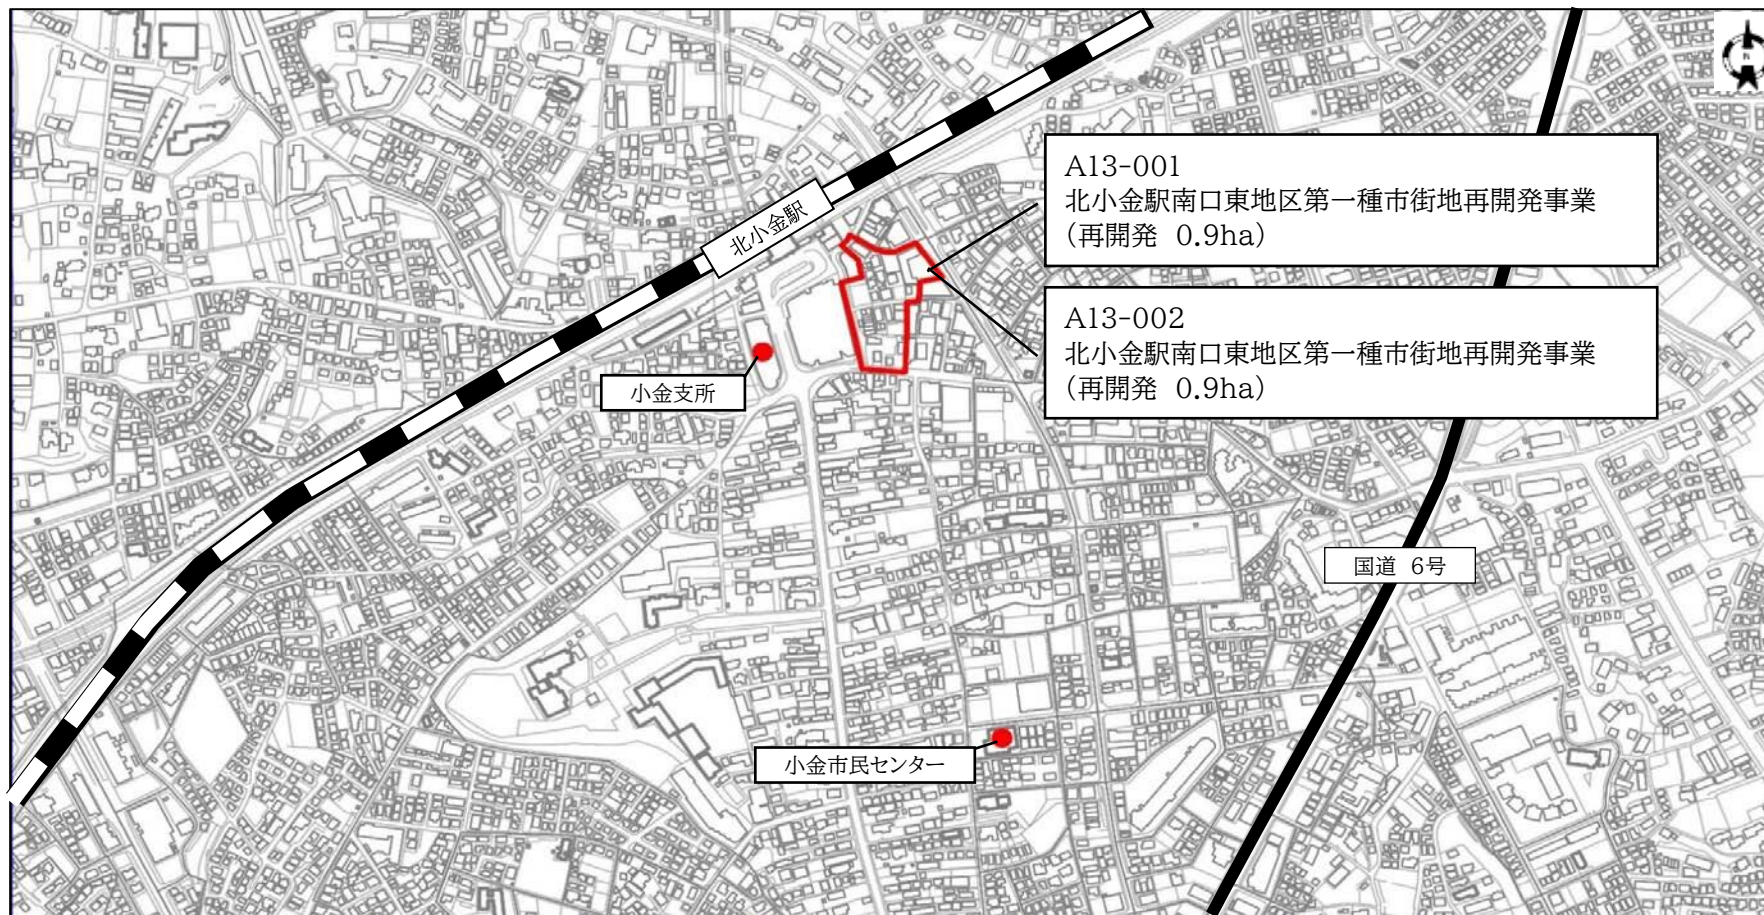 N
A13-001
北小金駅南口東地区第一種市街地再開発事業
(再開発 0.9ha)
北小金駅
A13-002
北小金駅南口東地区第一種市街地再開発事業
(再開発 0.9ha)
小金支所
国道 6号
小金市民センター